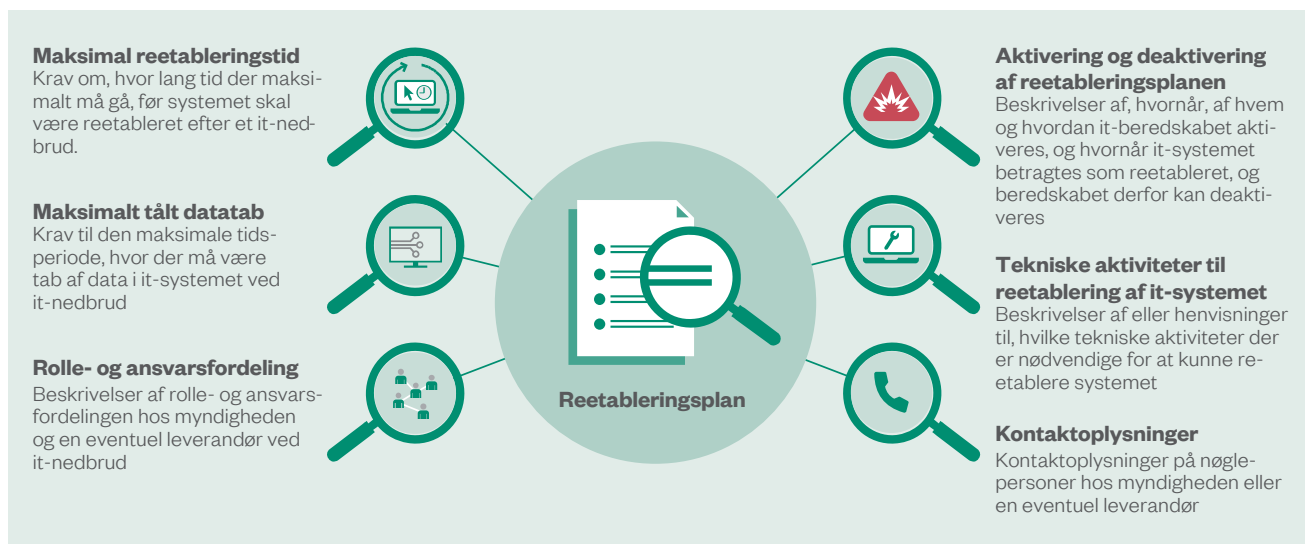 Maksimal reetableringstid
Krav om, hvor lang tid der maksi-
malt må gå, før systemet skal
være reetableret efter et it-ned-
brud.
Maksimalt tålt datatab
Krav til den maksimale tids-
periode, hvor der må være
tab af data i it-systemet ved
it-nedbrud
Rolle- og ansvarsfordeling
Beskrivelser af rolle- og ansvars-
fordelingen hos myndigheden
og en eventuel leverandør ved
it-nedbrud
Reetableringsplan
Aktivering og deaktivering
af reetableringsplanen
Beskrivelser af, hvornår, af hvem
og hvordan it-beredskabet akti-
veres, og hvornår it-systemet
betragtes som reetableret, og
beredskabet derfor kan deakti-
veres
Tekniske aktiviteter til
reetablering af it-systemet
Beskrivelser af eller henvisninger
til, hvilke tekniske aktiviteter der
er nødvendige for at kunne re-
etablere systemet
Kontaktoplysninger
Kontaktoplysninger på nøgle-
personer hos myndigheden eller
en eventuel leverandør